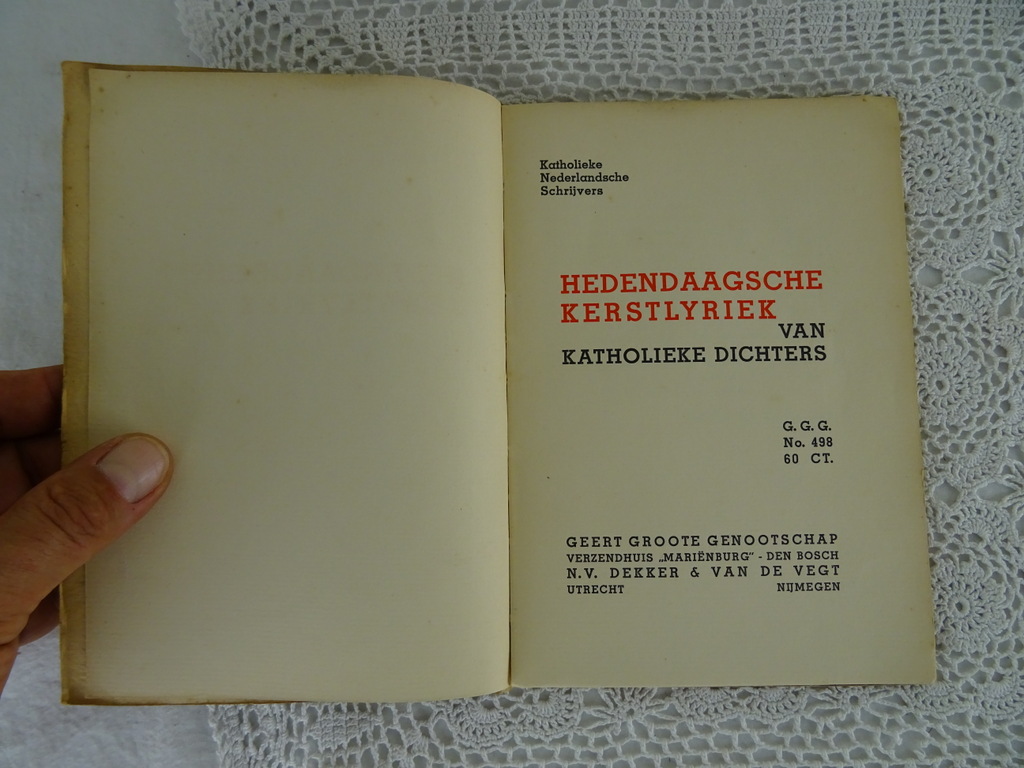 Katholieke
Nederlandsche
Schrijvers
HEDENDAAGSCHE
KERSTLYRIEK
VAN
KATHOLIEKE DICHTERS
G. G. G.
No. 498
60 CT.
GEERT GROOTE GENOOTSCHAP
VERZENDHUIS „MARIËNBURG" - DEN BOSCH
N.V. DEKKER & VAN DE VEGT
UTRECHT NIJMEGEN